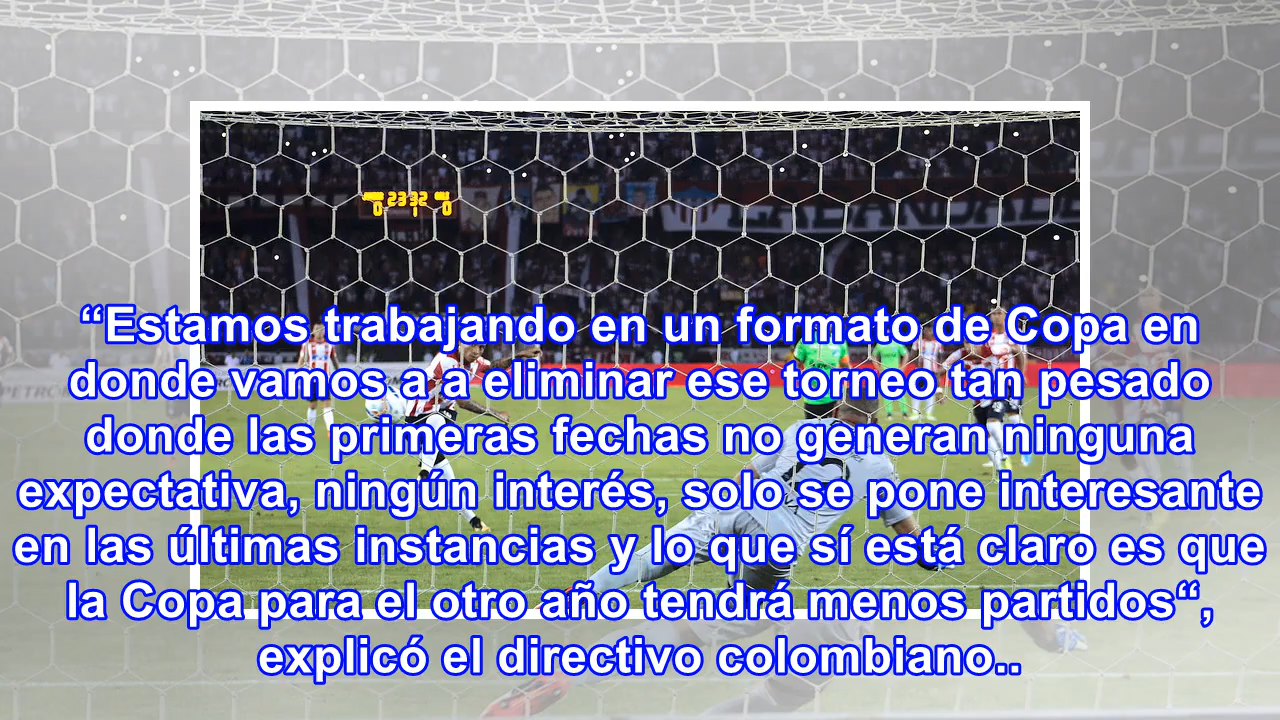 23 32
“Estamos trabajando en un formato de Copa en
donde vamos a a eliminar ese torneo tan pesado
donde las primeras fechas no generan ninguna
expectativa, ningún interés, solo se pone interesante
en las últimas instancias y lo que sí está claro es que
la Copa para el otro año tendrá menos partidos“,
explicó el directivo colombiano..